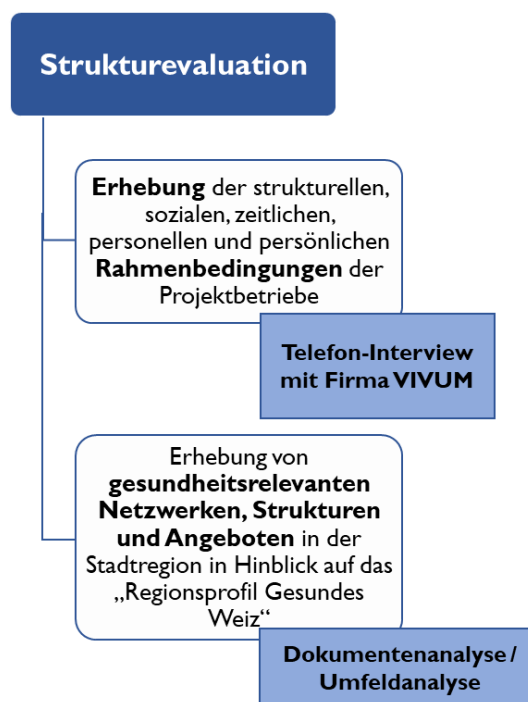 Strukturevaluation
Erhebung der strukturellen,
sozialen, zeitlichen,
personellen und persönlichen
Rahmenbedingungen der
Projektbetriebe
Telefon-Interview
mit Firma VIVUM
Erhebung von
gesundheitsrelevanten
Netzwerken, Strukturen
und Angeboten in der
Stadtregion in Hinblick auf das
„Regionsprofil Gesundes
Weiz“
Dokumentenanalyse /
Umfeldanalyse